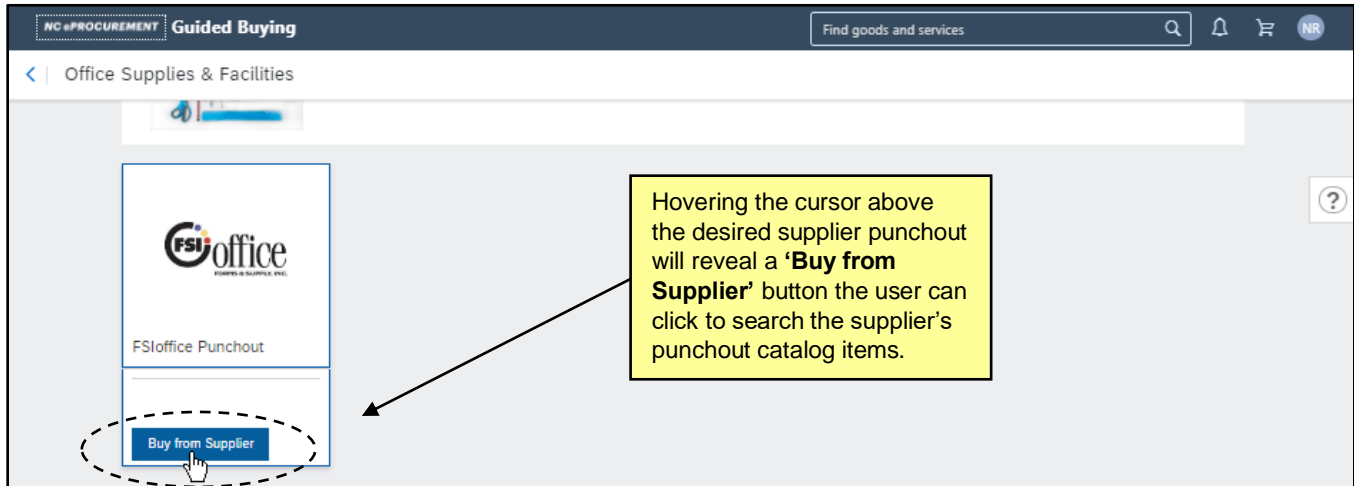 NC ePROCUREMENT Guided Buying
Find goods and services
NR
Office Supplies & Facilities
FSI office
FORMS & SUPPLY, INC.
FSIoffice Punchout
Buy from Supplier
Hovering the cursor above
the desired supplier punchout
will reveal a ‘Buy from
Supplier’ button the user can
click to search the supplier’s
punchout catalog items.
?